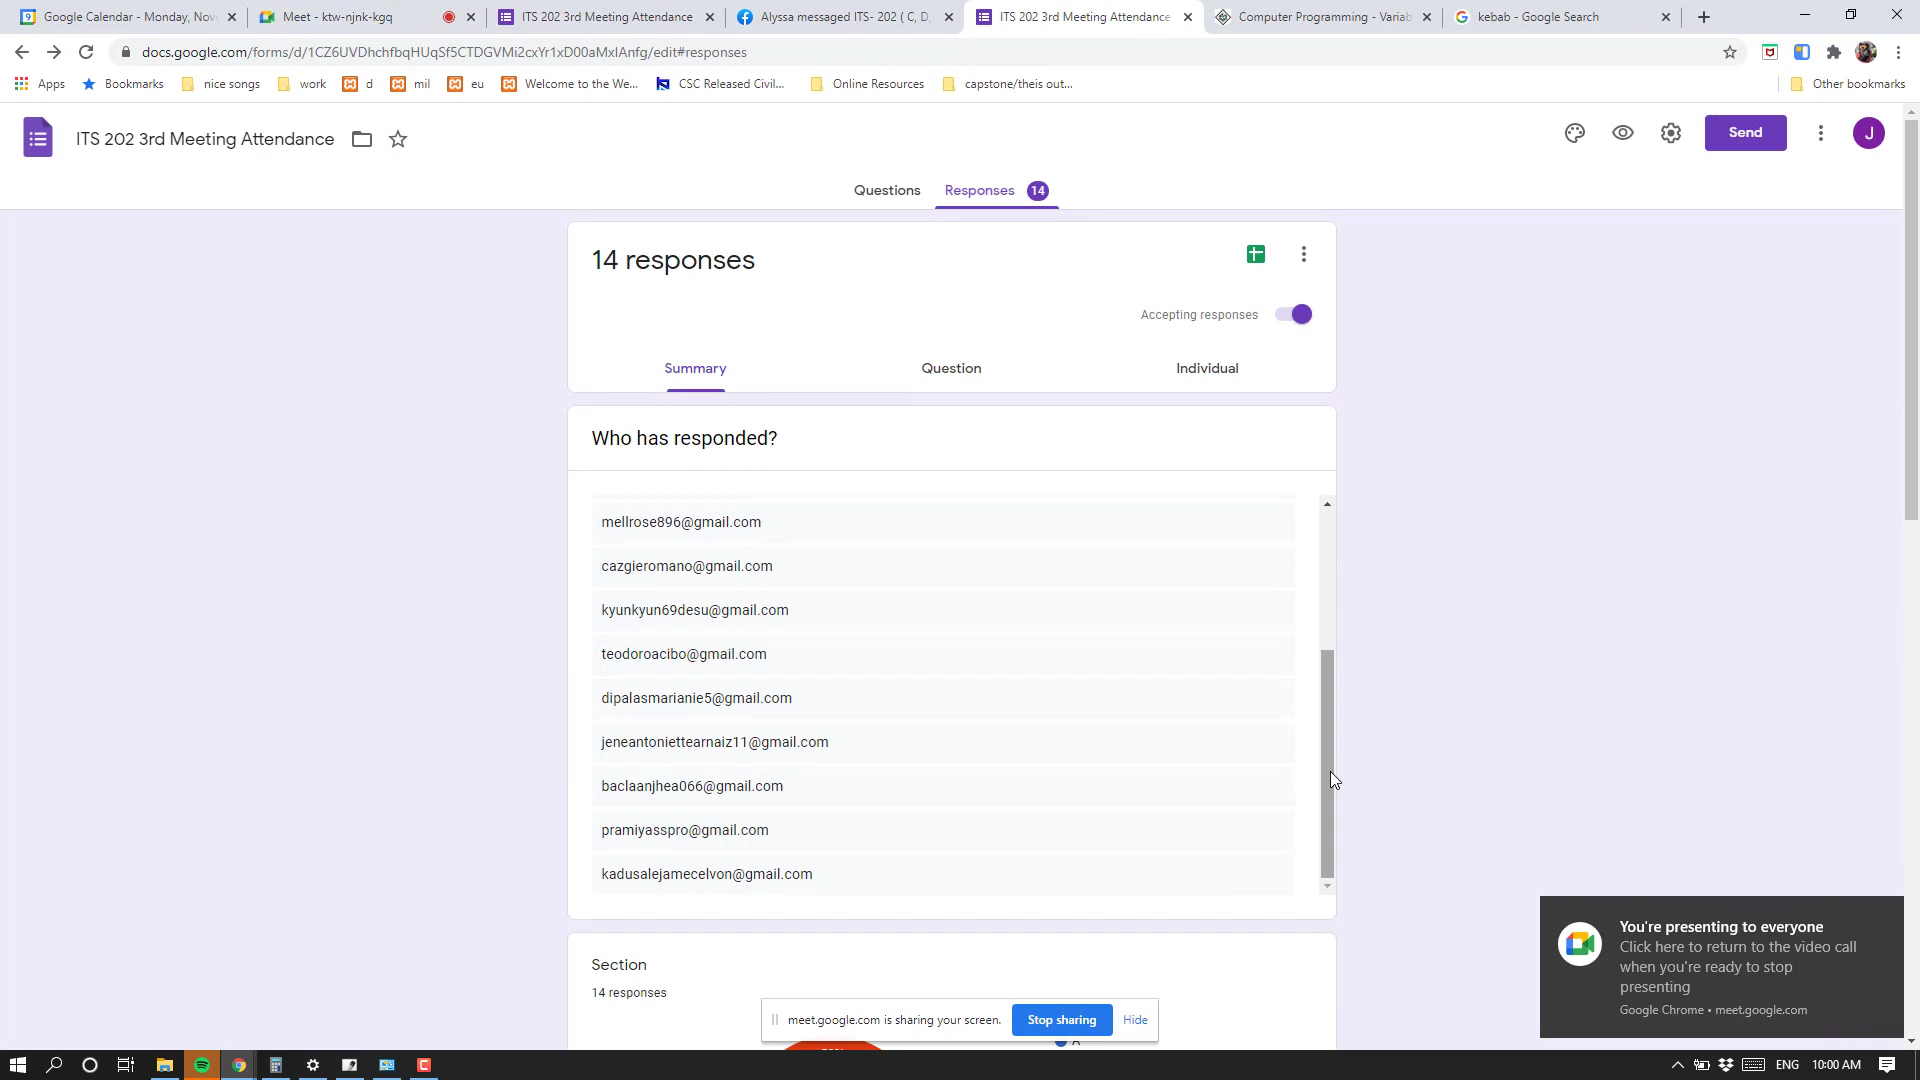 Google Calendar - Monday, Nov
Meet - ktw-njnk-kgq
ITS 202 3rd Meeting Attendance
Alyssa messaged ITS- 202 ( C, D,
ITS 202 3rd Meeting Attendance
Computer Programming - Variab
kebab - Google Search
docs.google.com/forms/d/1CZ6UVDhchfbqHUqSf5CTDGVMi2cxYr1xD00aMxIAnfg/edit#responses
Apps
Bookmarks
nice songs
work
d
mil
eu
Welcome to the We...
CSC Released Civil...
Online Resources
capstone/theis out...
Other bookmarks
ITS 202 3rd Meeting Attendance
Send
J
Questions
Responses 14
14 responses
Accepting responses
Summary
Question
Individual
Who has responded?
mellrose896@gmail.com
cazgieromano@gmail.com
kyunkyun69desu@gmail.com
teodoroacibo@gmail.com
dipalasmarianie5@gmail.com
jeneantoniettearnaiz11@gmail.com
baclaanjhea066@gmail.com
pramiyasspro@gmail.com
kadusalejamecelvon@gmail.com
Section
14 responses
meet.google.com is sharing your screen.
Stop sharing
Hide
You're presenting to everyone
Click here to return to the video call
when you're ready to stop
presenting
Google Chrome • meet.google.com
ENG
10:00 AM